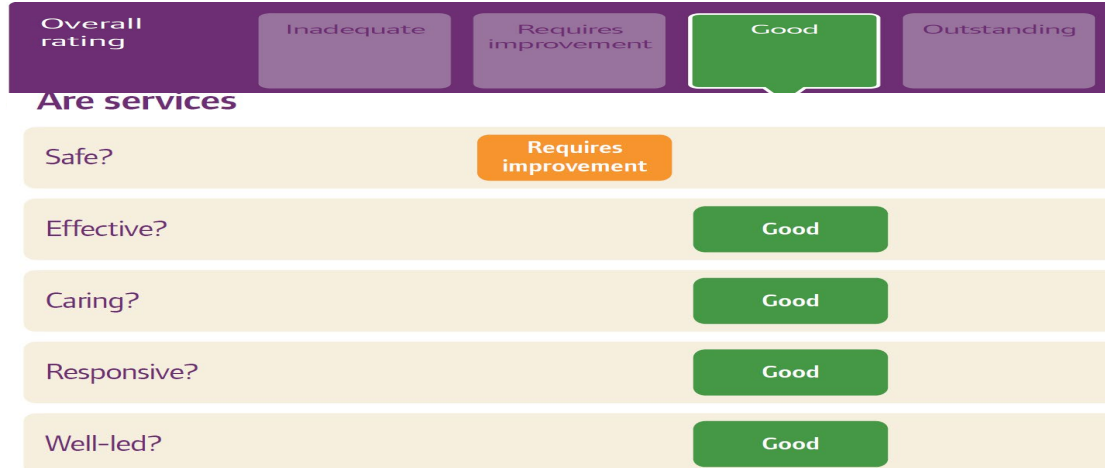 Overall
rating
Inadequate
Requires
improvement
Good
Outstanding
Are services
Safe?
Requires
improvement
Effective?
Good
Caring?
Good
Responsive?
Good
Well-led?
Good